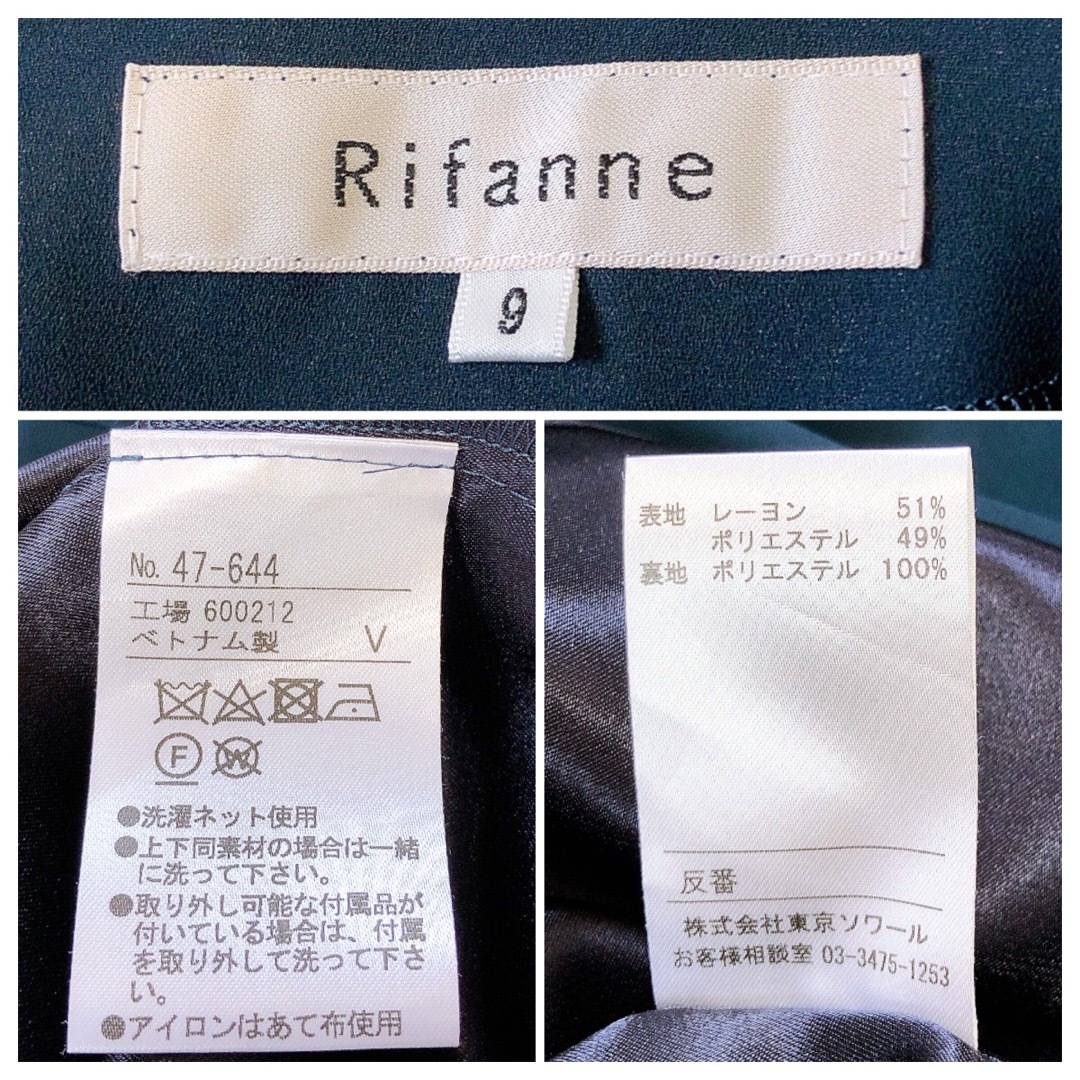 Rifanne
9
No. 47-644
工場 600212
ベトナム製 V
F W
●洗濯ネット使用
●上下同素材の場合は一緒
に洗って下さい。
●取り外し可能な付属品が
付いている場合は、付属
を取り外して洗って下さ
い。
●アイロンはあて布使用
表地 レーヨン 51%
ポリエステル 49%
裏地 ポリエステル 100%
反番
株式会社東京ソワール
お客様相談室 03-3475-1253